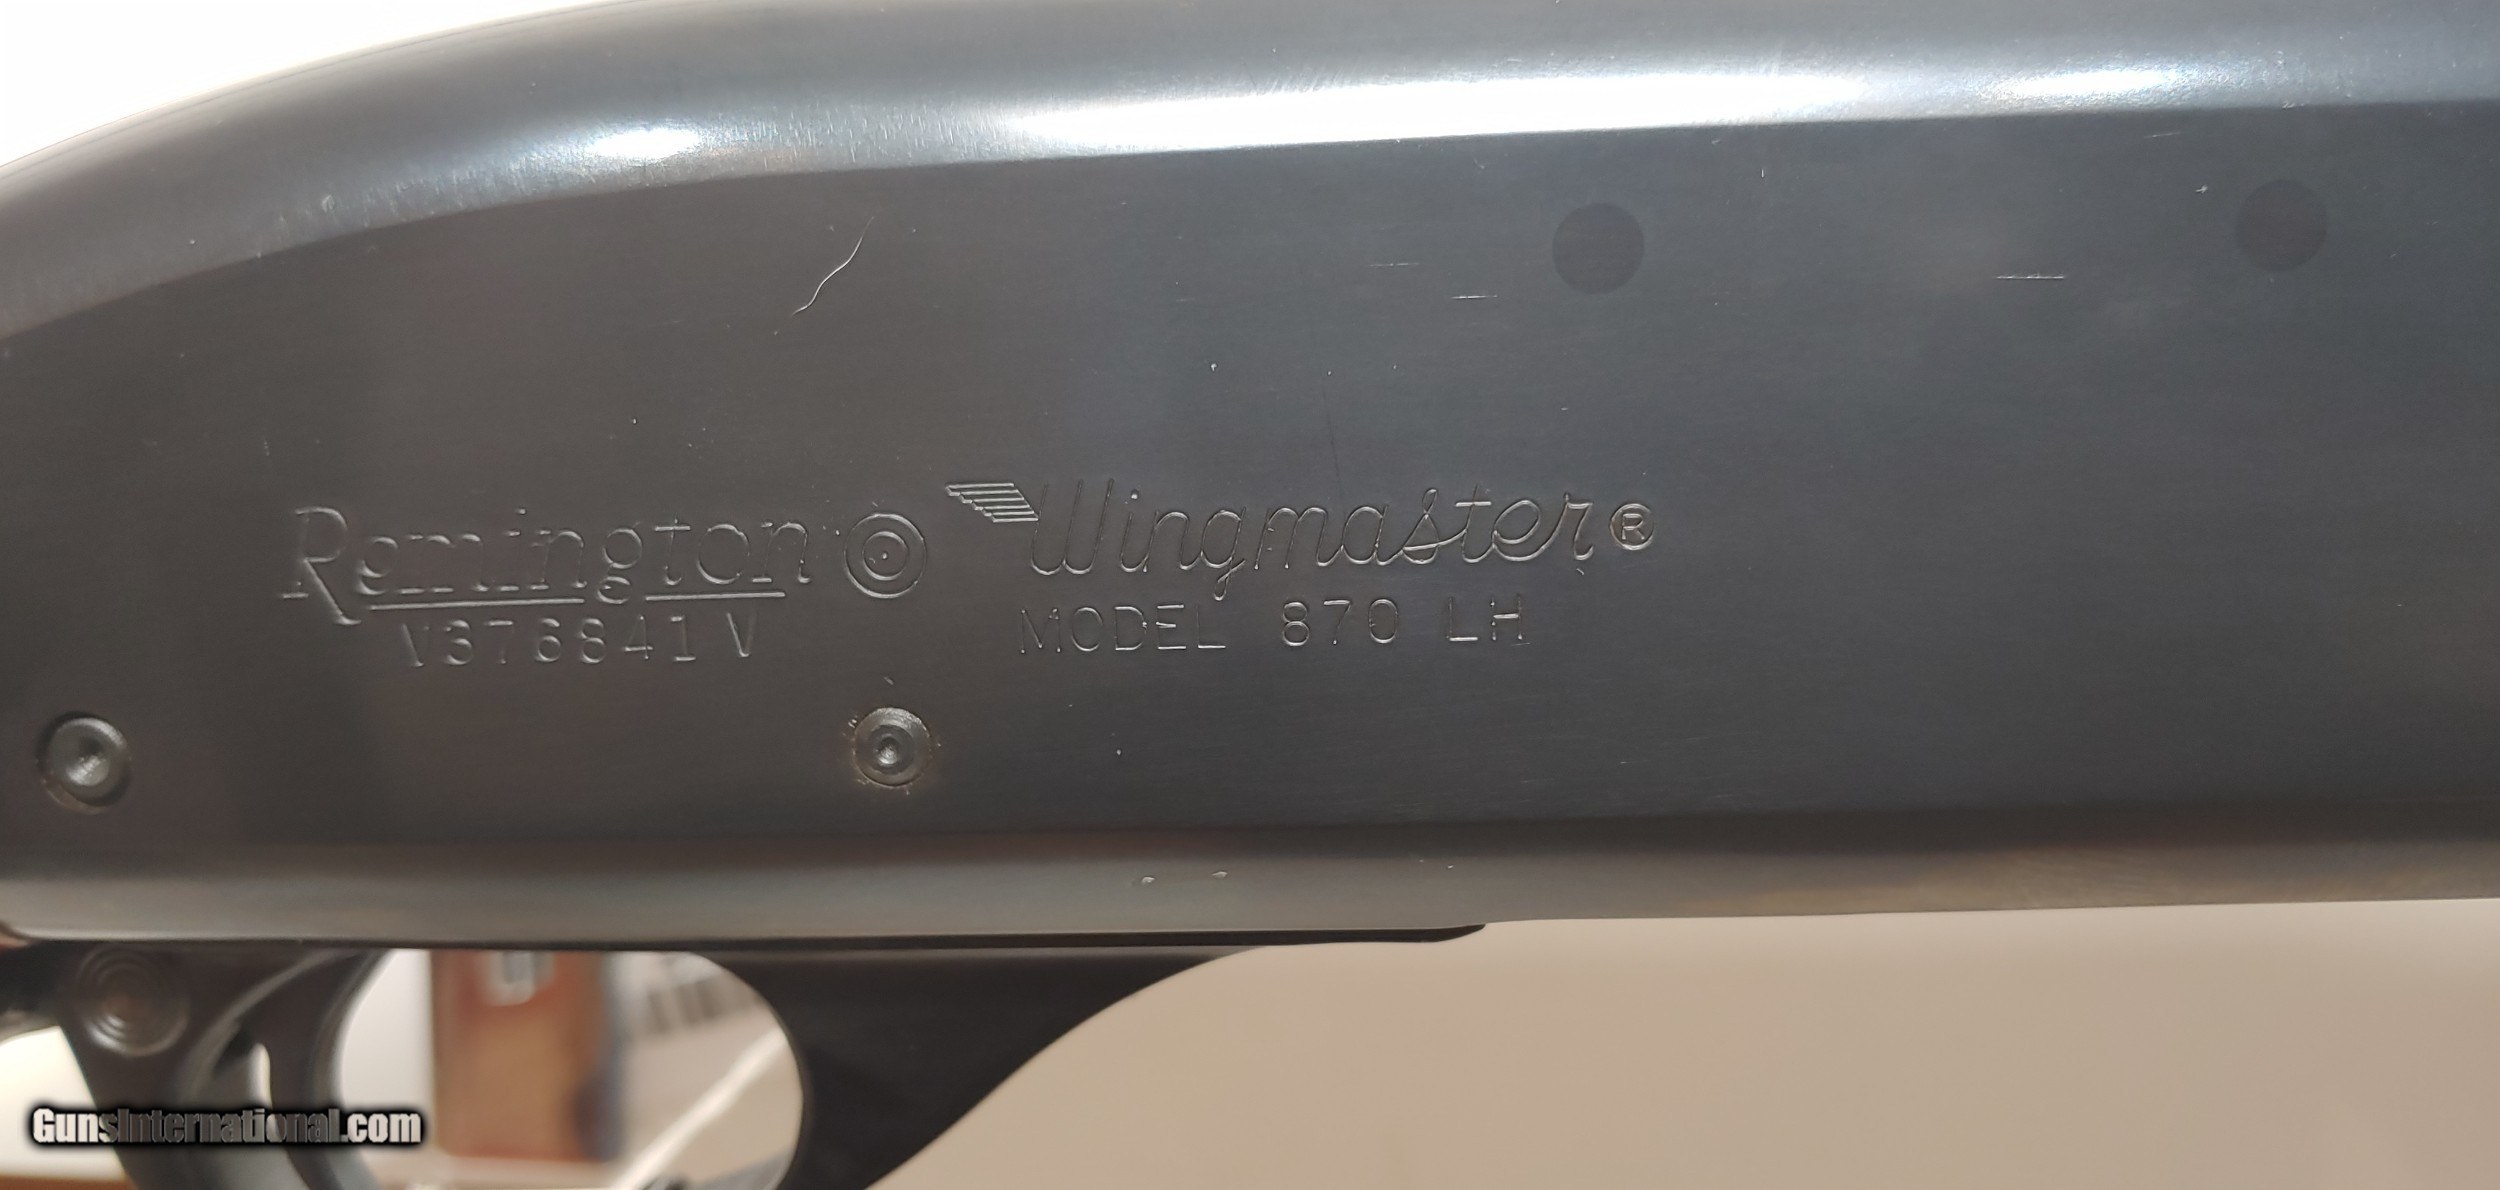 Remington
V376841V
Wingmaster®
MODEL 870 LH
GunsInternational.com